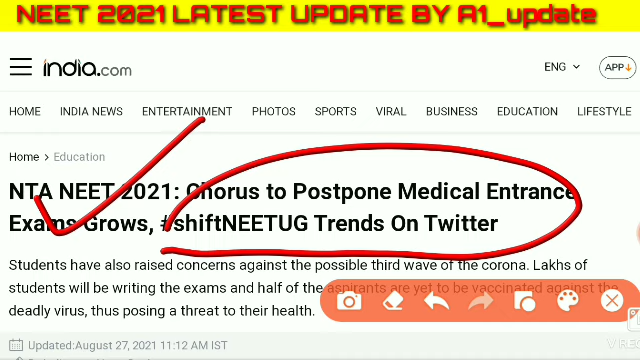 NEET 2021 LATEST UPDATE BY A1_update
india.com
ENG
APP
HOME INDIA NEWS ENTERTAINMENT PHOTOS SPORTS VIRAL BUSINESS EDUCATION LIFESTYLE
Home > Education
NTA NEET 2021: Chorus to Postpone Medical Entrance
Exams Grows, #shiftNEETUG Trends On Twitter
Students have also raised concerns against the possible third wave of the corona. Lakhs of
students will be writing the exams and half of the aspirants are yet to be vaccinated against the
deadly virus, thus posing a threat to their health.
Updated:August 27, 2021 11:12 AM IST